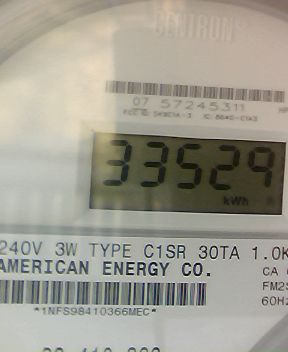 CENTRON
07 57245311
33529
kWh
240V 3W TYPE C1SR 30TA 1.0K
AMERICAN ENERGY CO.
CA
FM2S
60Hz
*1NFS98410366MEC*